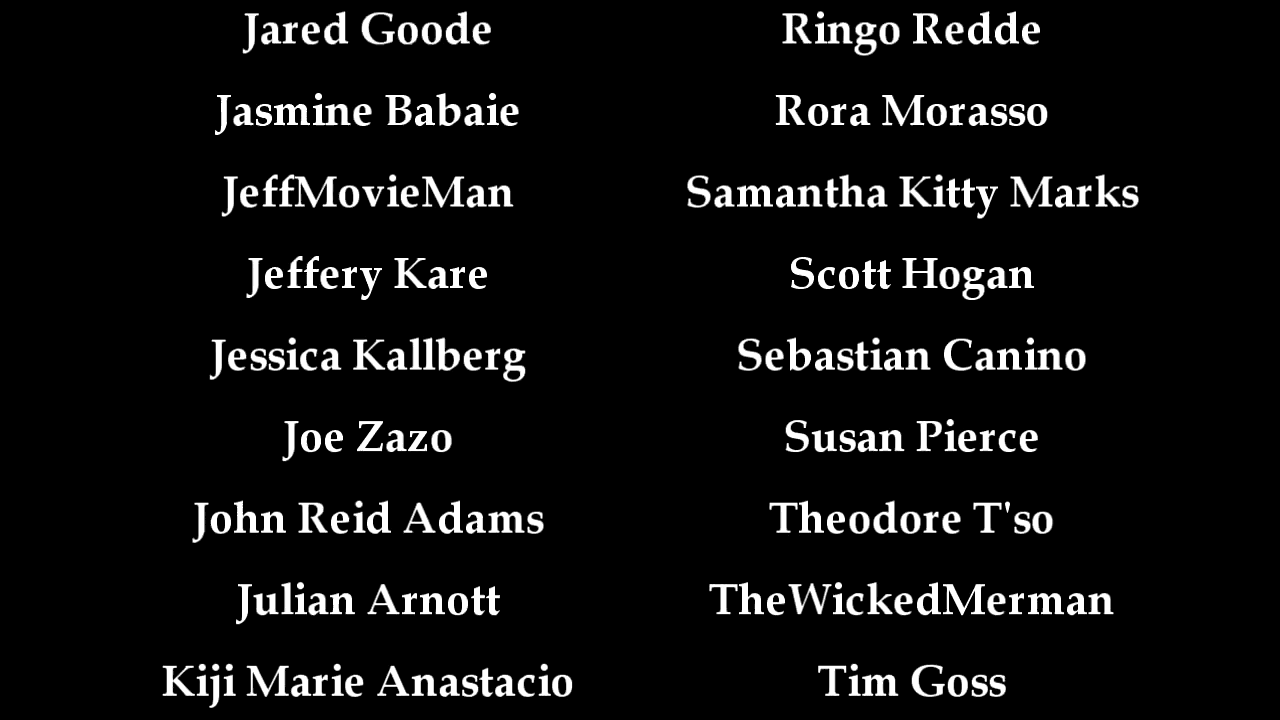 Jared Goode
Jasmine Babaie
JeffMovieMan
Jeffery Kare
Jessica Kallberg
Joe Zazo
John Reid Adams
Julian Arnott
Kiji Marie Anastacio
Ringo Redde
Rora Morasso
Samantha Kitty Marks
Scott Hogan
Sebastian Canino
Susan Pierce
Theodore T'so
TheWickedMerman
Tim Goss